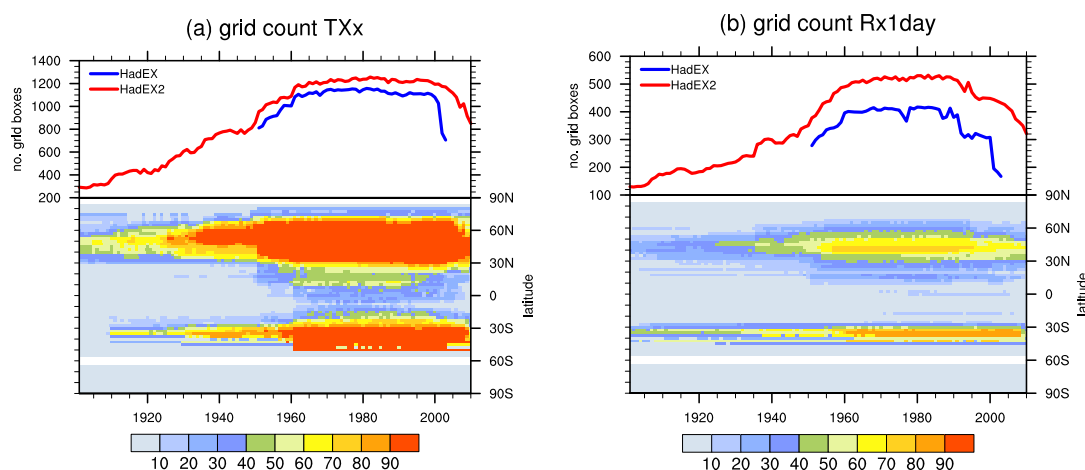 (a) grid count TXx
HadEX
HadEX2
no. grid boxes
1400
1200
1000
800
600
400
200
90N
60N
30N
0
30S
60S
90S
latitude
1920 1940 1960 1980 2000
10 20 30 40 50 60 70 80 90
(b) grid count Rx1day
HadEX
HadEX2
no. grid boxes
600
500
400
300
200
100
90N
60N
30N
0
30S
60S
90S
latitude
1920 1940 1960 1980 2000
10 20 30 40 50 60 70 80 90